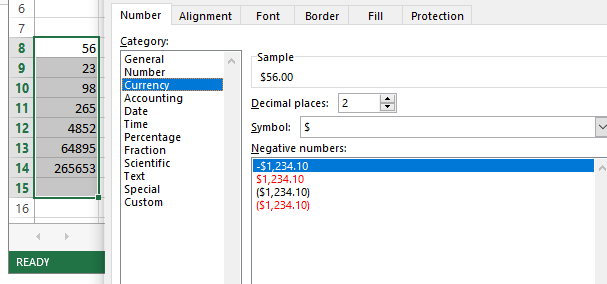 6
7
8 56
9 23
10 98
11 265
12 4852
13 64895
14 265653
15
16
READY
Number Alignment Font Border Fill Protection
Category:
General
Number
Currency
Accounting
Date
Time
Percentage
Fraction
Scientific
Text
Special
Custom
Sample
$56.00
Decimal places: 2
Symbol: $
Negative numbers:
-$1,234.10
$1,234.10
($1,234.10)
($1,234.10)